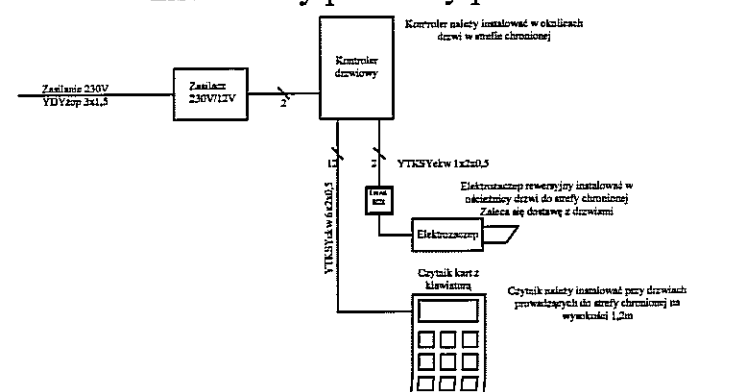 Kontroler należy instalować w okolicach
drzwi w strefie chronionej
Kontroler
drzwiowy
Zasilanie 230V
YDYżop 3x1,5
Zasilacz
230V/12V
2
12
2
YTKSYekw 1x2x0,5
YTKSYekw 6x2x0,5
Elektrozaczep rewersyjny instalować w
ościeżnicy drzwi do strefy chronionej
Zaleca się dostawę z drzwiami
Elektrozaczep
Czytnik kart z
klawiaturą
Czytnik należy instalować przy drzwiach
prowadzących do strefy chronionej na
wysokości 1,2m